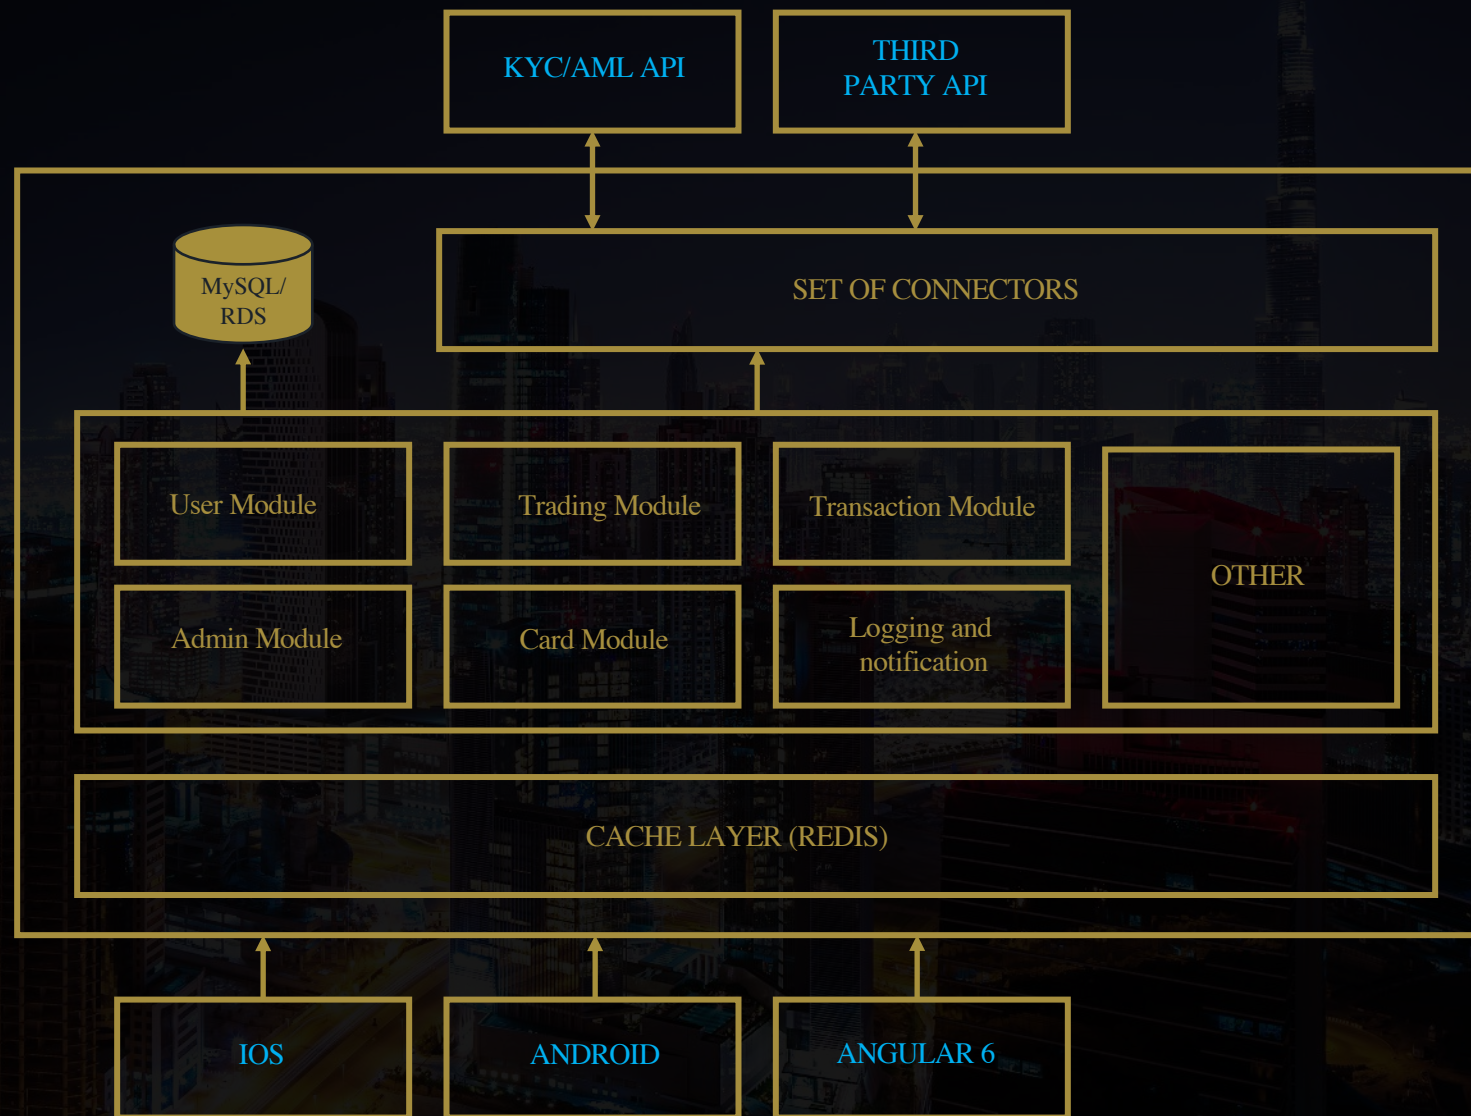 KYC/AML API
THIRD
PARTY API
MySQL/
RDS
SET OF CONNECTORS
User Module
Trading Module
Transaction Module
OTHER
Admin Module
Card Module
Logging and
notification
CACHE LAYER (REDIS)
IOS
ANDROID
ANGULAR 6